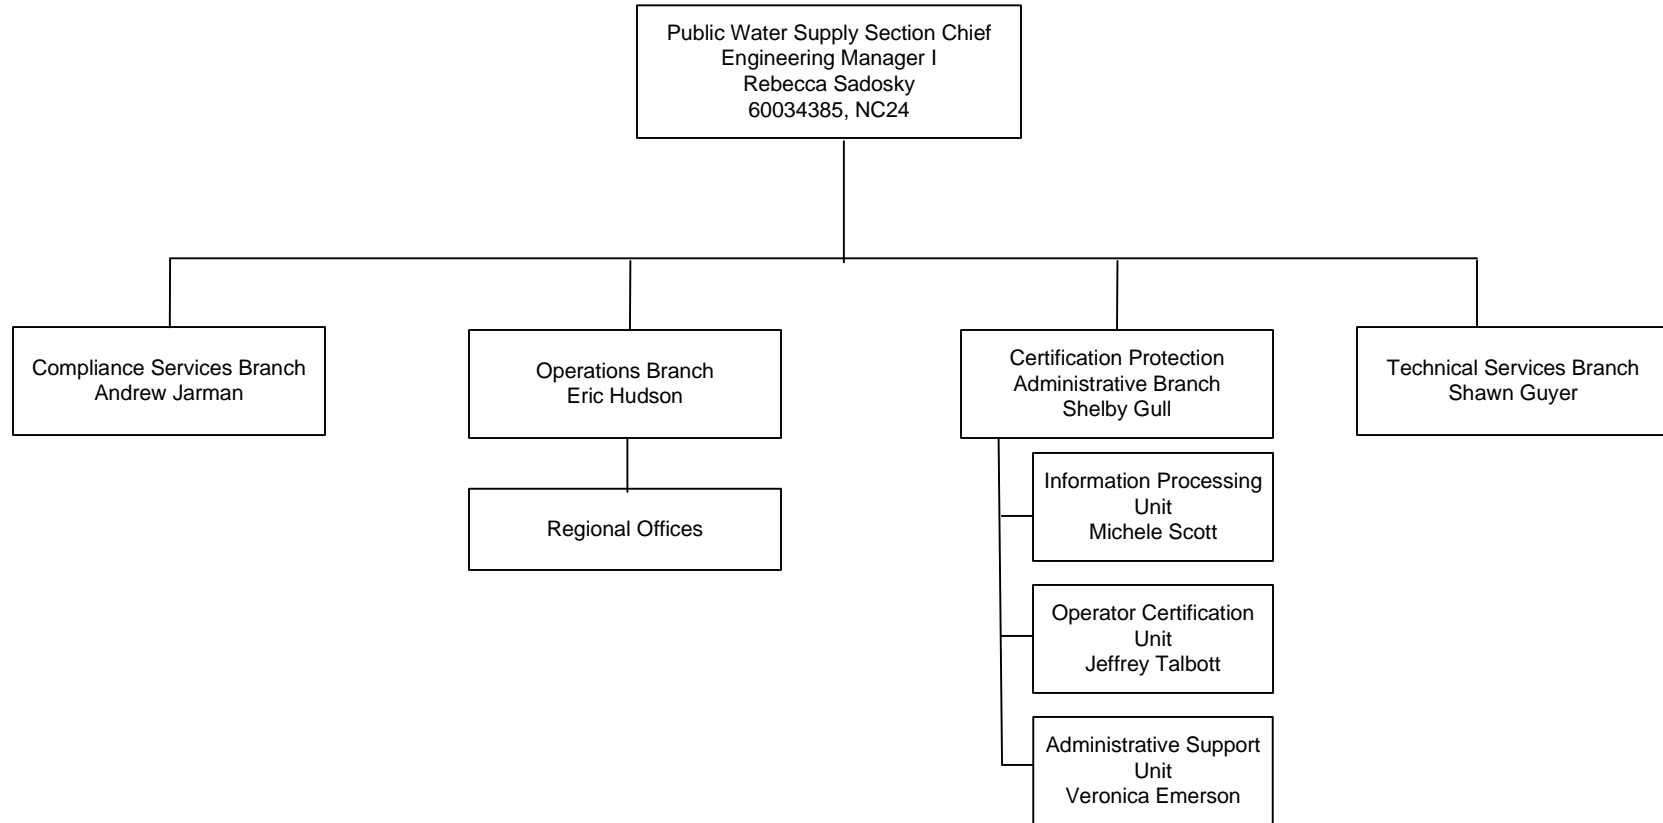 Public Water Supply Section Chief
Engineering Manager I
Rebecca Sadosky
60034385, NC24
Compliance Services Branch
Andrew Jarman
Operations Branch
Eric Hudson
Regional Offices
Certification Protection
Administrative Branch
Shelby Gull
Information Processing
Unit
Michele Scott
Operator Certification
Unit
Jeffrey Talbott
Administrative Support
Unit
Veronica Emerson
Technical Services Branch
Shawn Guyer